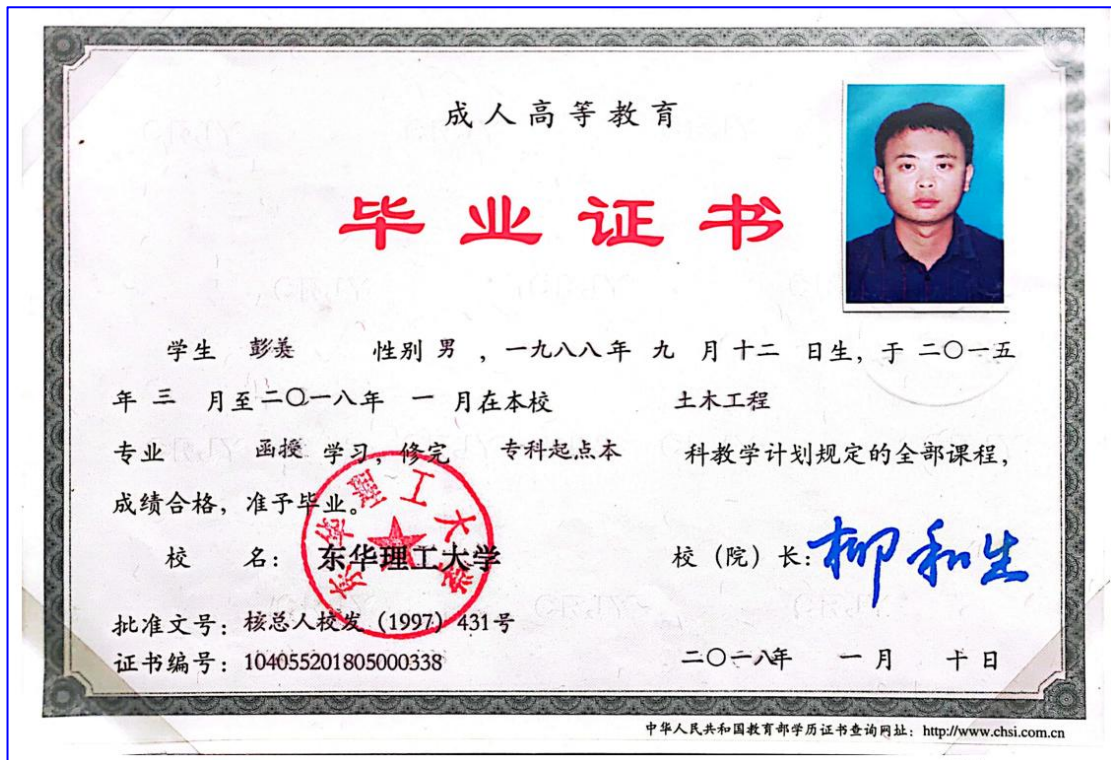 成人高等教育
毕业证书
学生 彭羡 性别 男 ，一九八八年 九 月十二 日生，于 二〇一五
年 三 月至二〇一八年 一 月在本校 土木工程
专业 函授 学习，修完 专科起点本 科教学计划规定的全部课程，
成绩合格，准予毕业。
校 名：东华理工大学 校（院）长：柳和生
东华理工大学
批准文号：核总人校发（1997）431号
证书编号：104055201805000338 二〇一八年 一月 十日
中华人民共和国教育部学历证书查询网址：http://www.chsi.com.cn